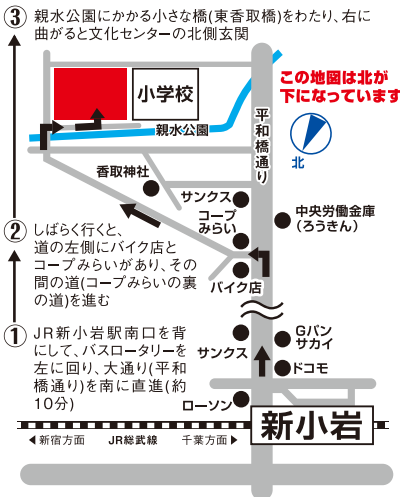 ③ 親水公園にかかる小さな橋(東香取橋)をわたり、右に
曲がると文化センターの北側玄関
小学校
この地図は北が
下になっています
親水公園
平和橋通り
北
香取神社
サンクス
コープ
みらい
中央労働金庫
(ろうきん)
② しばらく行くと、
道の左側にバイク店と
コープみらいがあり、その
間の道(コープみらいの裏
の道)を進む
バイク店
① JR新小岩駅南口を背
にして、バスロータリーを
左に回り、大通り(平和
橋通り)を南に直進(約
10分)
サンクス
Gパン
サカイ
ドコモ
ローソン
新小岩
◀新宿方面 JR総武線 千葉方面▶